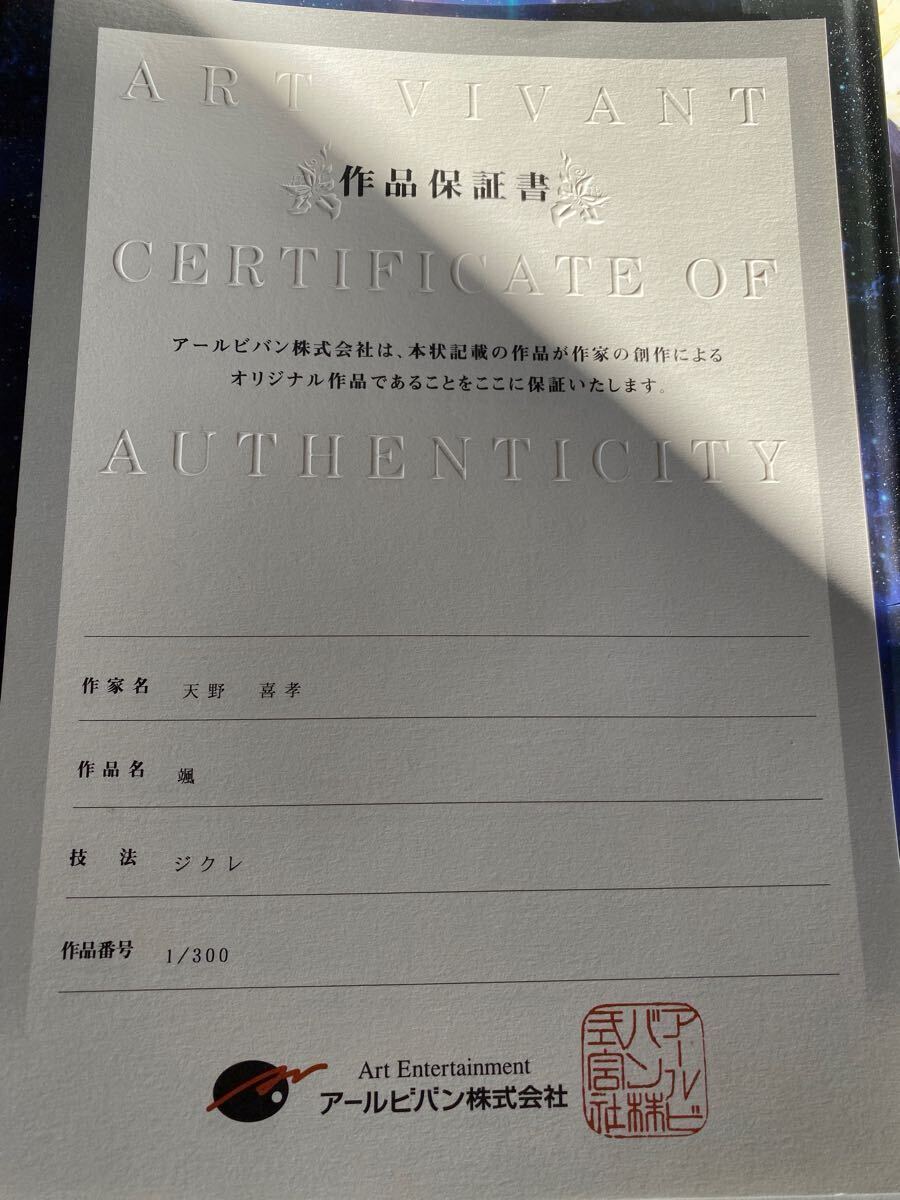 ART VIVANT
作品保証書
CERTIFICATE OF
アールビバン株式会社は、本状記載の作品が作家の創作による
オリジナル作品であることをここに保証いたします。
AUTHENTICITY
作家名 天野 喜孝
作品名 颯
技 法 ジクレ
作品番号 1/300
Art Entertainment
アールビバン株式会社
アールビ
バン株
式会社